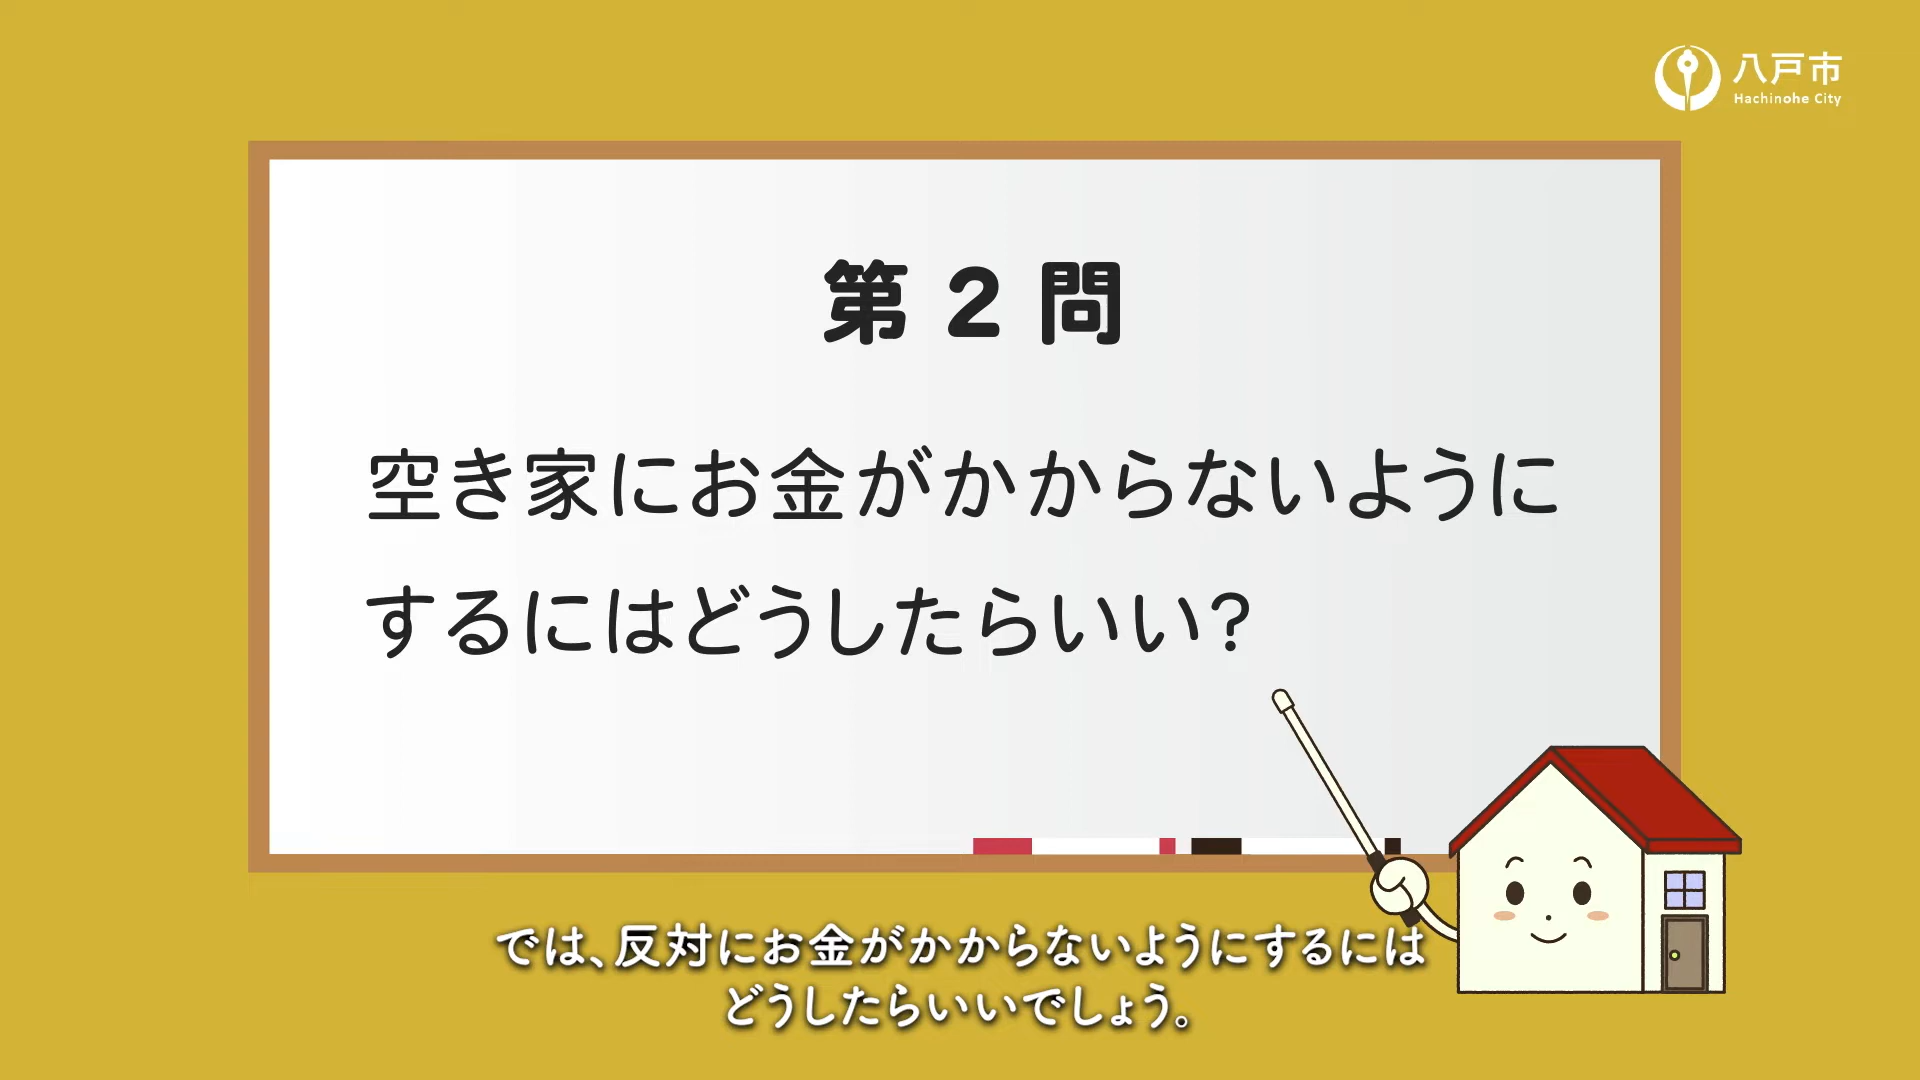 八戸市
Hachinohe City
第2問
空き家にお金がかからないように
するにはどうしたらいい?
では、反対にお金がかからないようにするには
どうしたらいいでしょう。